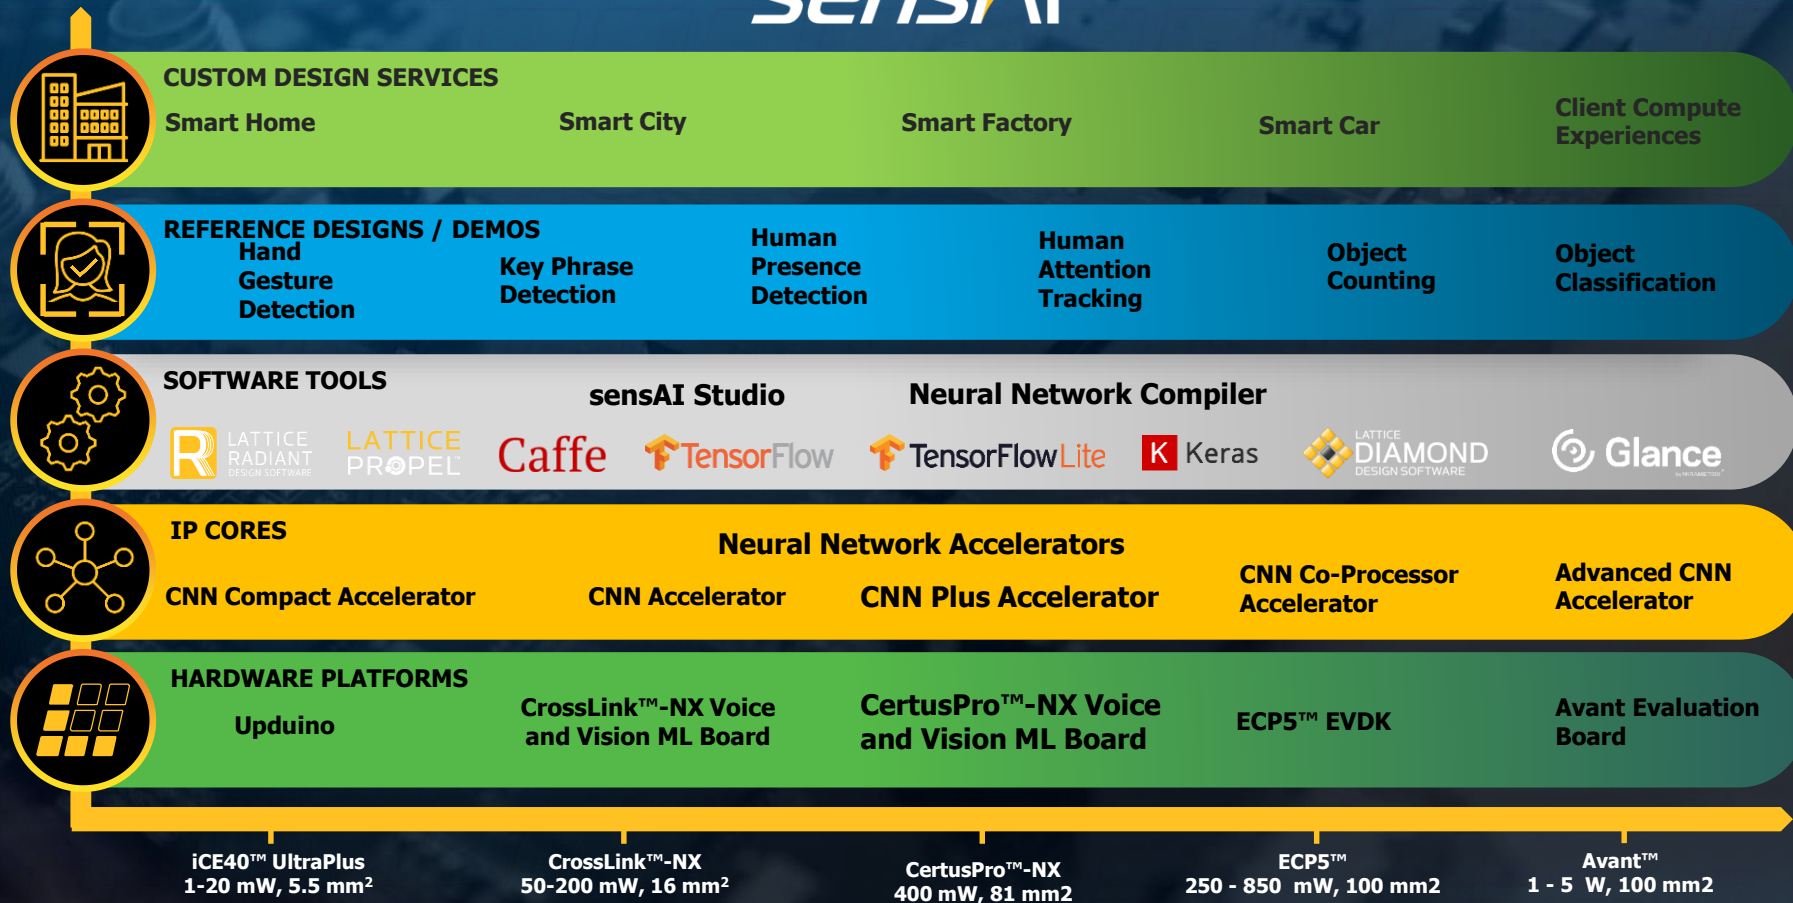 sensAI
CUSTOM DESIGN SERVICES
Smart Home
Smart City
Smart Factory
Smart Car
Client Compute
Experiences
REFERENCE DESIGNS / DEMOS
Hand
Gesture
Detection
Key Phrase
Detection
Human
Presence
Detection
Human
Attention
Tracking
Object
Counting
Object
Classification
SOFTWARE TOOLS
sensAI Studio
Neural Network Compiler
R LATTICE
RADIANT
DESIGN SOFTWARE
LATTICE
PROPEL
Caffe
TensorFlow
TensorFlow Lite
K Keras
LATTICE
DIAMOND
DESIGN SOFTWARE
Glance
IP CORES
Neural Network Accelerators
CNN Compact Accelerator
CNN Accelerator
CNN Plus Accelerator
CNN Co-Processor
Accelerator
Advanced CNN
Accelerator
HARDWARE PLATFORMS
Upduino
CrossLink™-NX Voice
and Vision ML Board
CertusPro™-NX Voice
and Vision ML Board
ECP5™ EVDK
Avant Evaluation
Board
iCE40™ UltraPlus
1-20 mW, 5.5 mm²
CrossLink™-NX
50-200 mW, 16 mm²
CertusPro™-NX
400 mW, 81 mm2
ECP5™
250 - 850 mW, 100 mm2
Avant™
1 - 5 W, 100 mm2